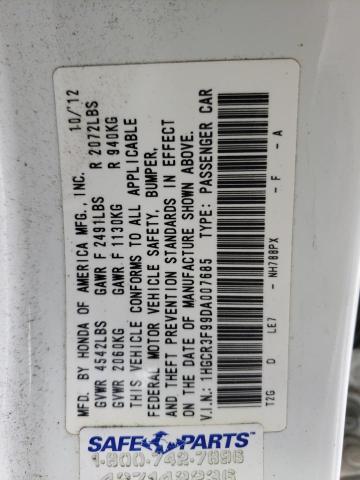 MFD. BY HONDA OF AMERICA MFG., INC. 10/12
GVWR 4542LBS GAWR F 2491LBS R 2072LBS
GVWR 2060KG GAWR F 1130KG R 940KG
THIS VEHICLE CONFORMS TO ALL APPLICABLE
FEDERAL MOTOR VEHICLE SAFETY, BUMPER,
AND THEFT PREVENTION STANDARDS IN EFFECT
ON THE DATE OF MANUFACTURE SHOWN ABOVE.
V.I.N.: 1HGCR3F99DA007685 TYPE: PASSENGER CAR
T2G D LE7 - NH788PX - F - A
SAFE PARTS
1-800-742-7896